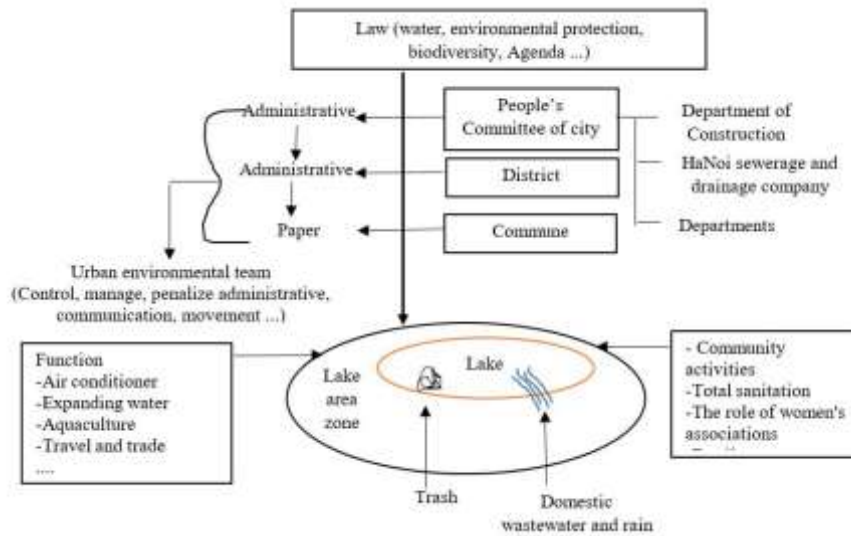 Law (water, environmental protection,
biodiversity, Agenda ...)
Administrative
People's
Committee of city
Department of
Construction
Administrative
District
HaNoi sewerage and
drainage company
Paper
Commune
Departments
Urban environmental team
(Control, manage, penalize administrative,
communication, movement ...)
Function
-Air conditioner
-Expanding water
-Aquaculture
-Travel and trade
....
Lake
area
zone
Lake
- Community
activities
-Total sanitation
-The role of women's
associations
Trash
Domestic
wastewater and rain